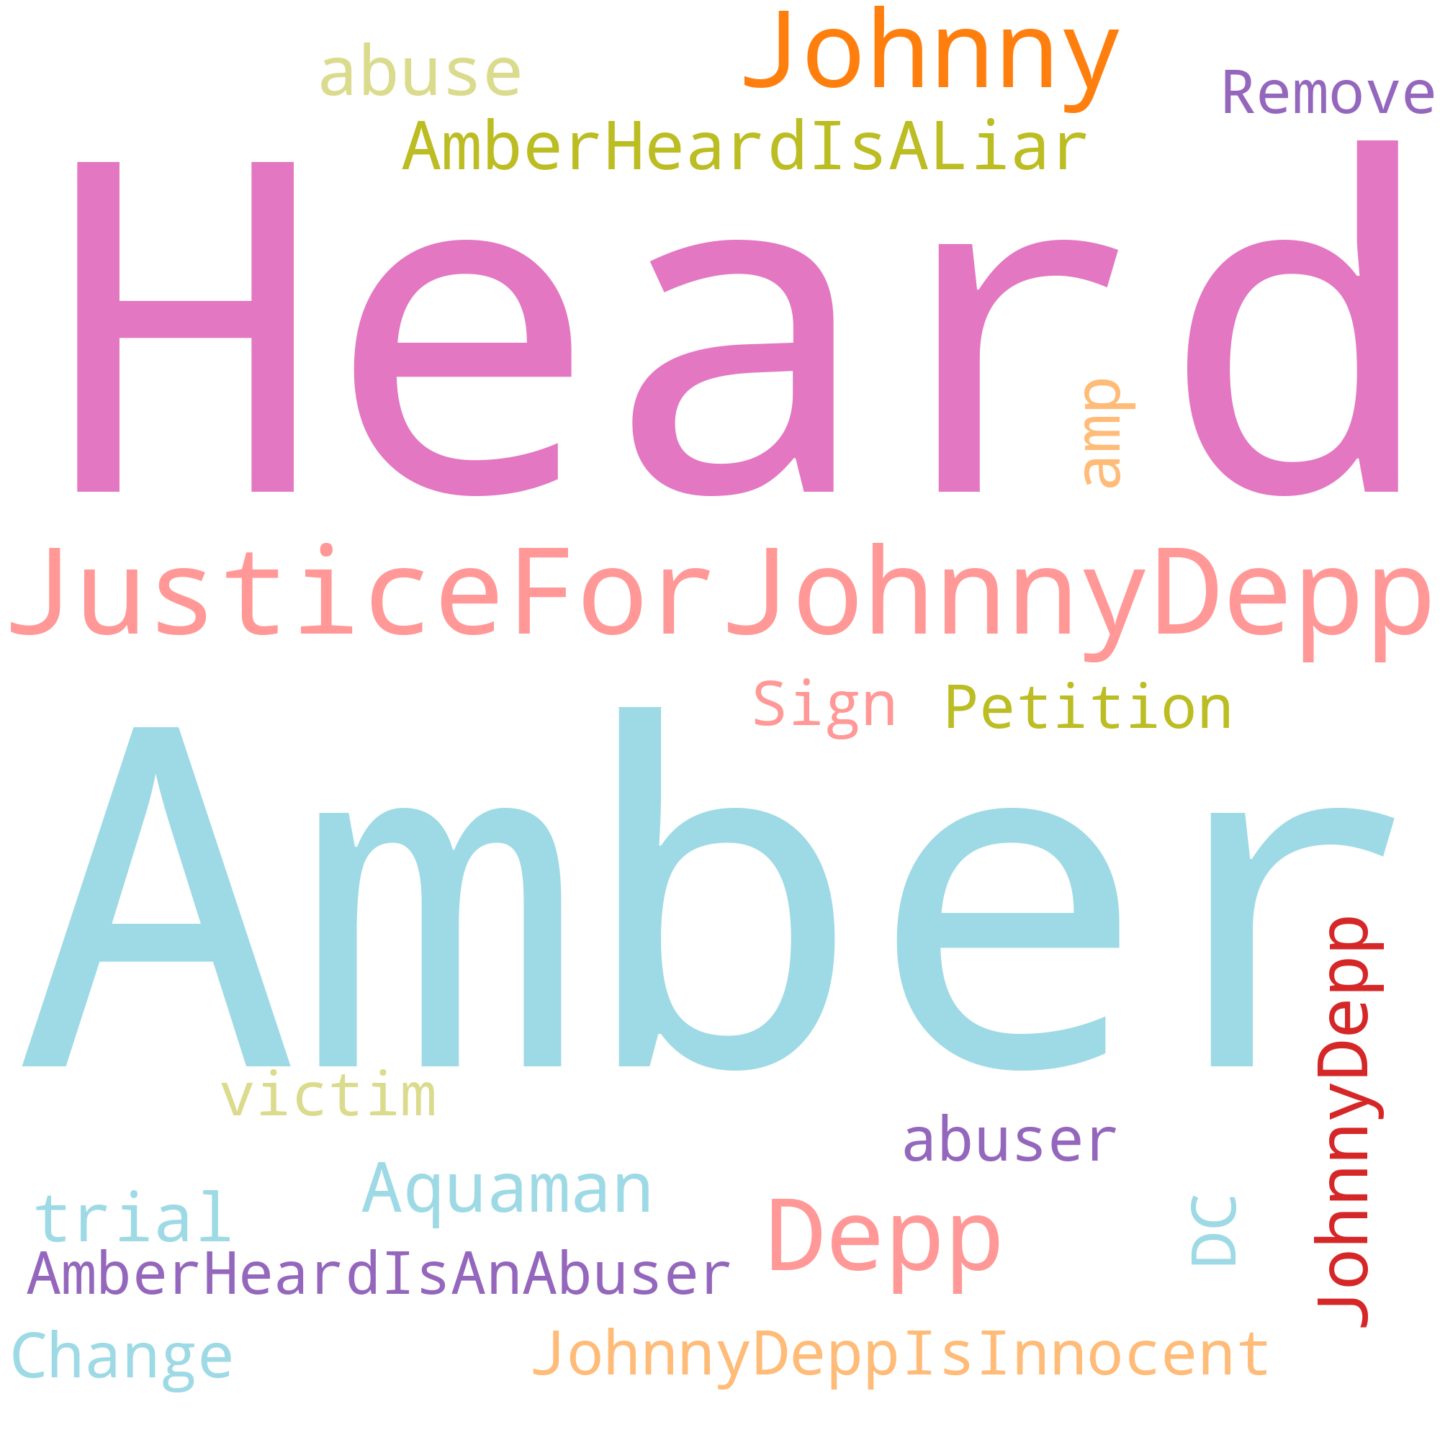 Johnny
abuse
Remove
AmberHeardIsALiar
Heard
amp
JusticeForJohnnyDepp
Sign
Petition
Amber
JohnnyDepp
victim
abuser
Aquaman
trial
Depp
DC
AmberHeardIsAnAbuser
Change
JohnnyDeppIsInnocent